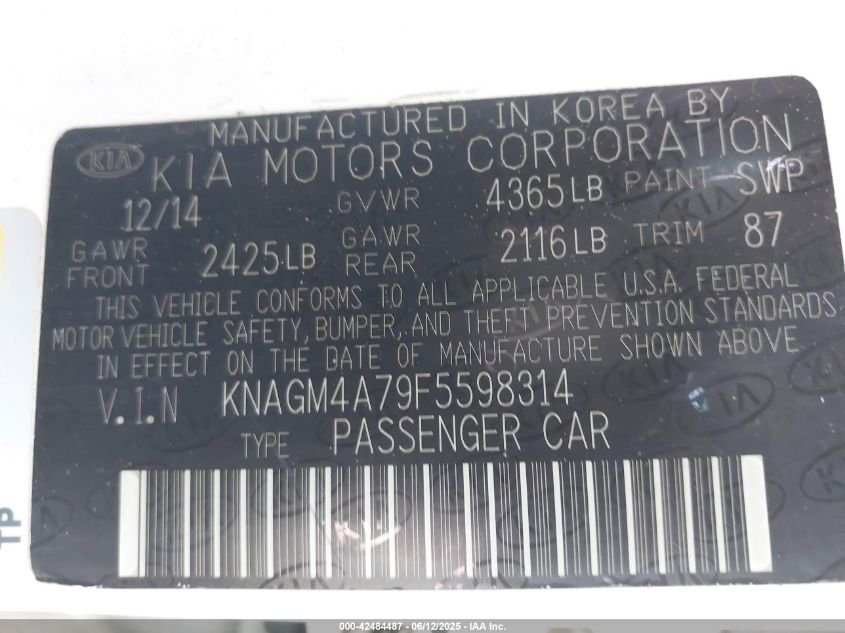 MANUFACTURED IN KOREA BY
KIA KIA MOTORS CORPORATION
12/14 GVWR 4365LB PAINT SWP
GAWR FRONT 2425LB GAWR REAR 2116LB TRIM 87
THIS VEHICLE CONFORMS TO ALL APPLICABLE U.S.A. FEDERAL
MOTOR VEHICLE SAFETY, BUMPER, AND THEFT PREVENTION STANDARDS
IN EFFECT ON THE DATE OF MANUFACTURE SHOWN ABOVE
V.I.N KNAGM4A79F5598314
TYPE PASSENGER CAR
TP
000-42484487 - 06/12/2025 - IAA Inc.